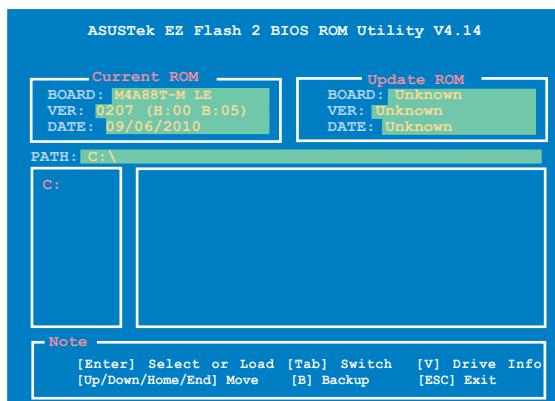 ASUSTek EZ Flash 2 BIOS ROM Utility V4.14
Current ROM
BOARD: M4A88T-M LE
VER: 0207 (H:00 B:05)
DATE: 09/06/2010
Update ROM
BOARD: Unknown
VER: Unknown
DATE: Unknown
PATH: C:\
C:
Note
[Enter] Select or Load [Tab] Switch [V] Drive Info
[Up/Down/Home/End] Move [B] Backup [ESC] Exit